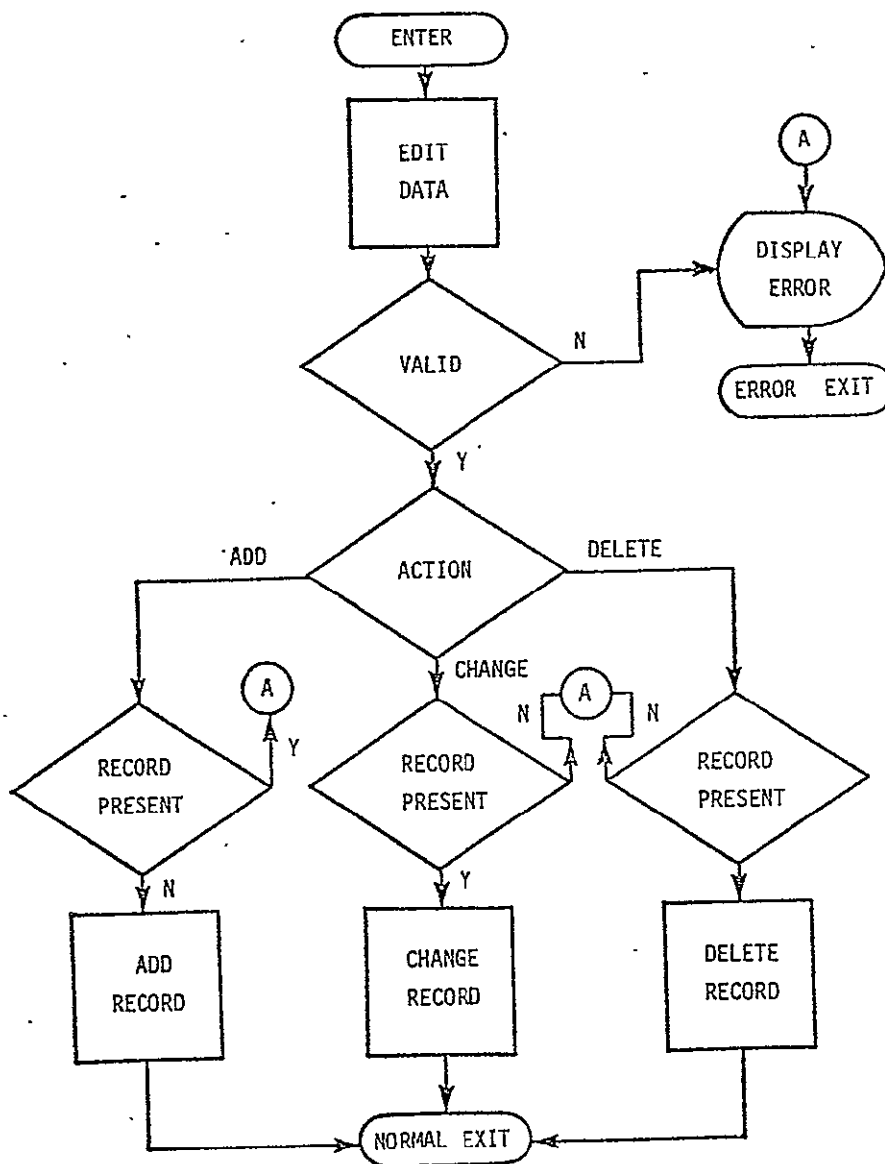 ENTER
EDIT
DATA
A
DISPLAY
ERROR
N
VALID
ERROR EXIT
Y
ADD
ACTION
DELETE
CHANGE
A
A
N
N
Y
RECORD
PRESENT
RECORD
PRESENT
RECORD
PRESENT
N
Y
ADD
RECORD
CHANGE
RECORD
DELETE
RECORD
NORMAL EXIT